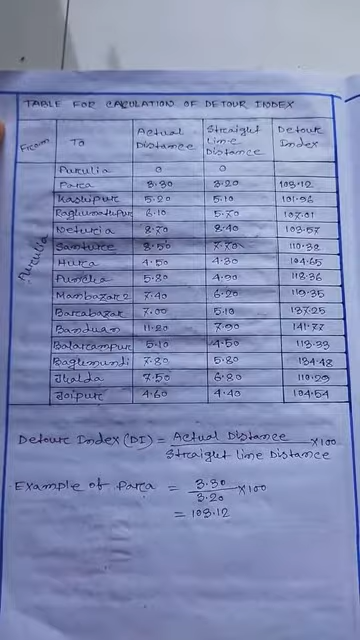 TABLE FOR CALCULATION OF DETOUR INDEX
From To Actual Distance Straight Line Distance Detour Index
Purulia
Purulia 0 0
Para 3.30 3.20 103.12
Kashipur 5.20 5.10 101.96
Raghunathpur 6.10 5.70 107.01
Neturia 8.70 8.40 103.57
Santuree 8.50 7.70 110.38
Hura 4.50 4.30 104.65
Puncha 5.80 4.90 118.36
Manbazar 2 7.40 6.20 119.35
Barabazar 7.00 5.10 137.25
Banduan 11.20 7.90 141.77
Balarampur 5.10 4.50 113.33
Baghmundi 7.80 5.80 134.48
Jhalda 7.50 6.80 110.29
Joipur 4.60 4.40 104.54
Detour Index (DI) = Actual Distance / Straight line Distance ×100
Example of Para = 3.30 / 3.20 ×100
= 103.12